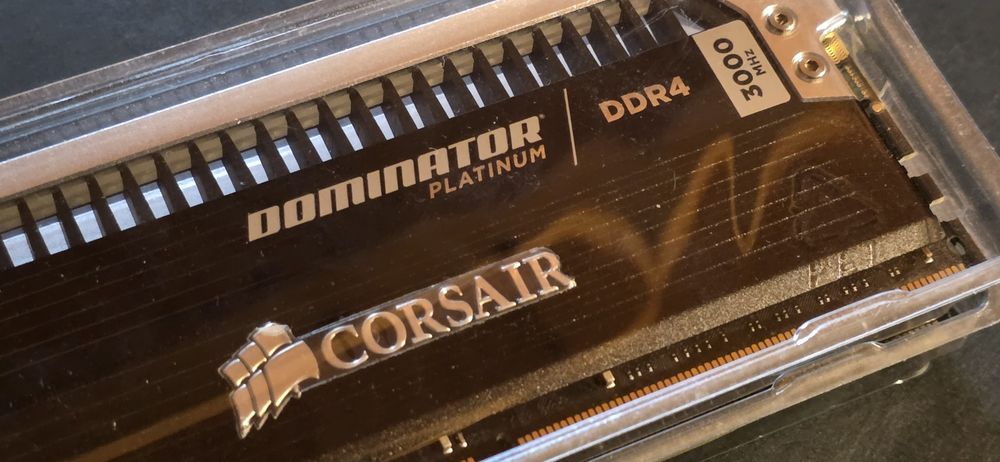 3000
MHZ
DDR4
DOMINATOR
PLATINUM
CORSAIR